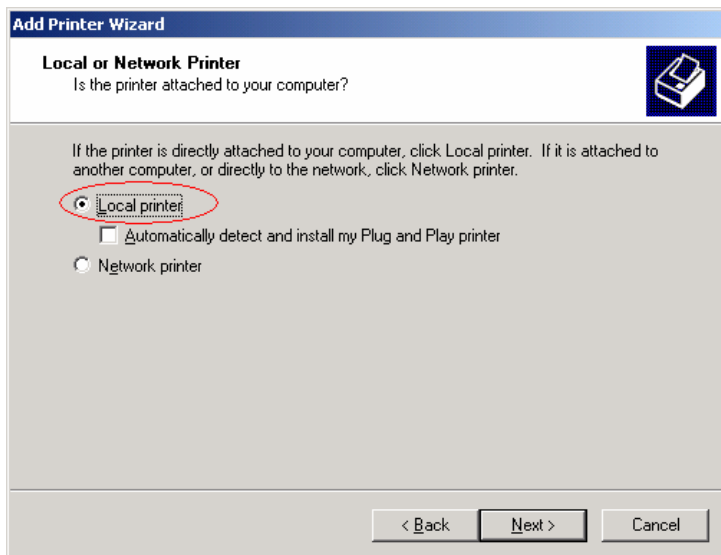 Add Printer Wizard
Local or Network Printer
Is the printer attached to your computer?
If the printer is directly attached to your computer, click Local printer. If it is attached to
another computer, or directly to the network, click Network printer.
Local printer
Automatically detect and install my Plug and Play printer
Network printer
< Back Next > Cancel